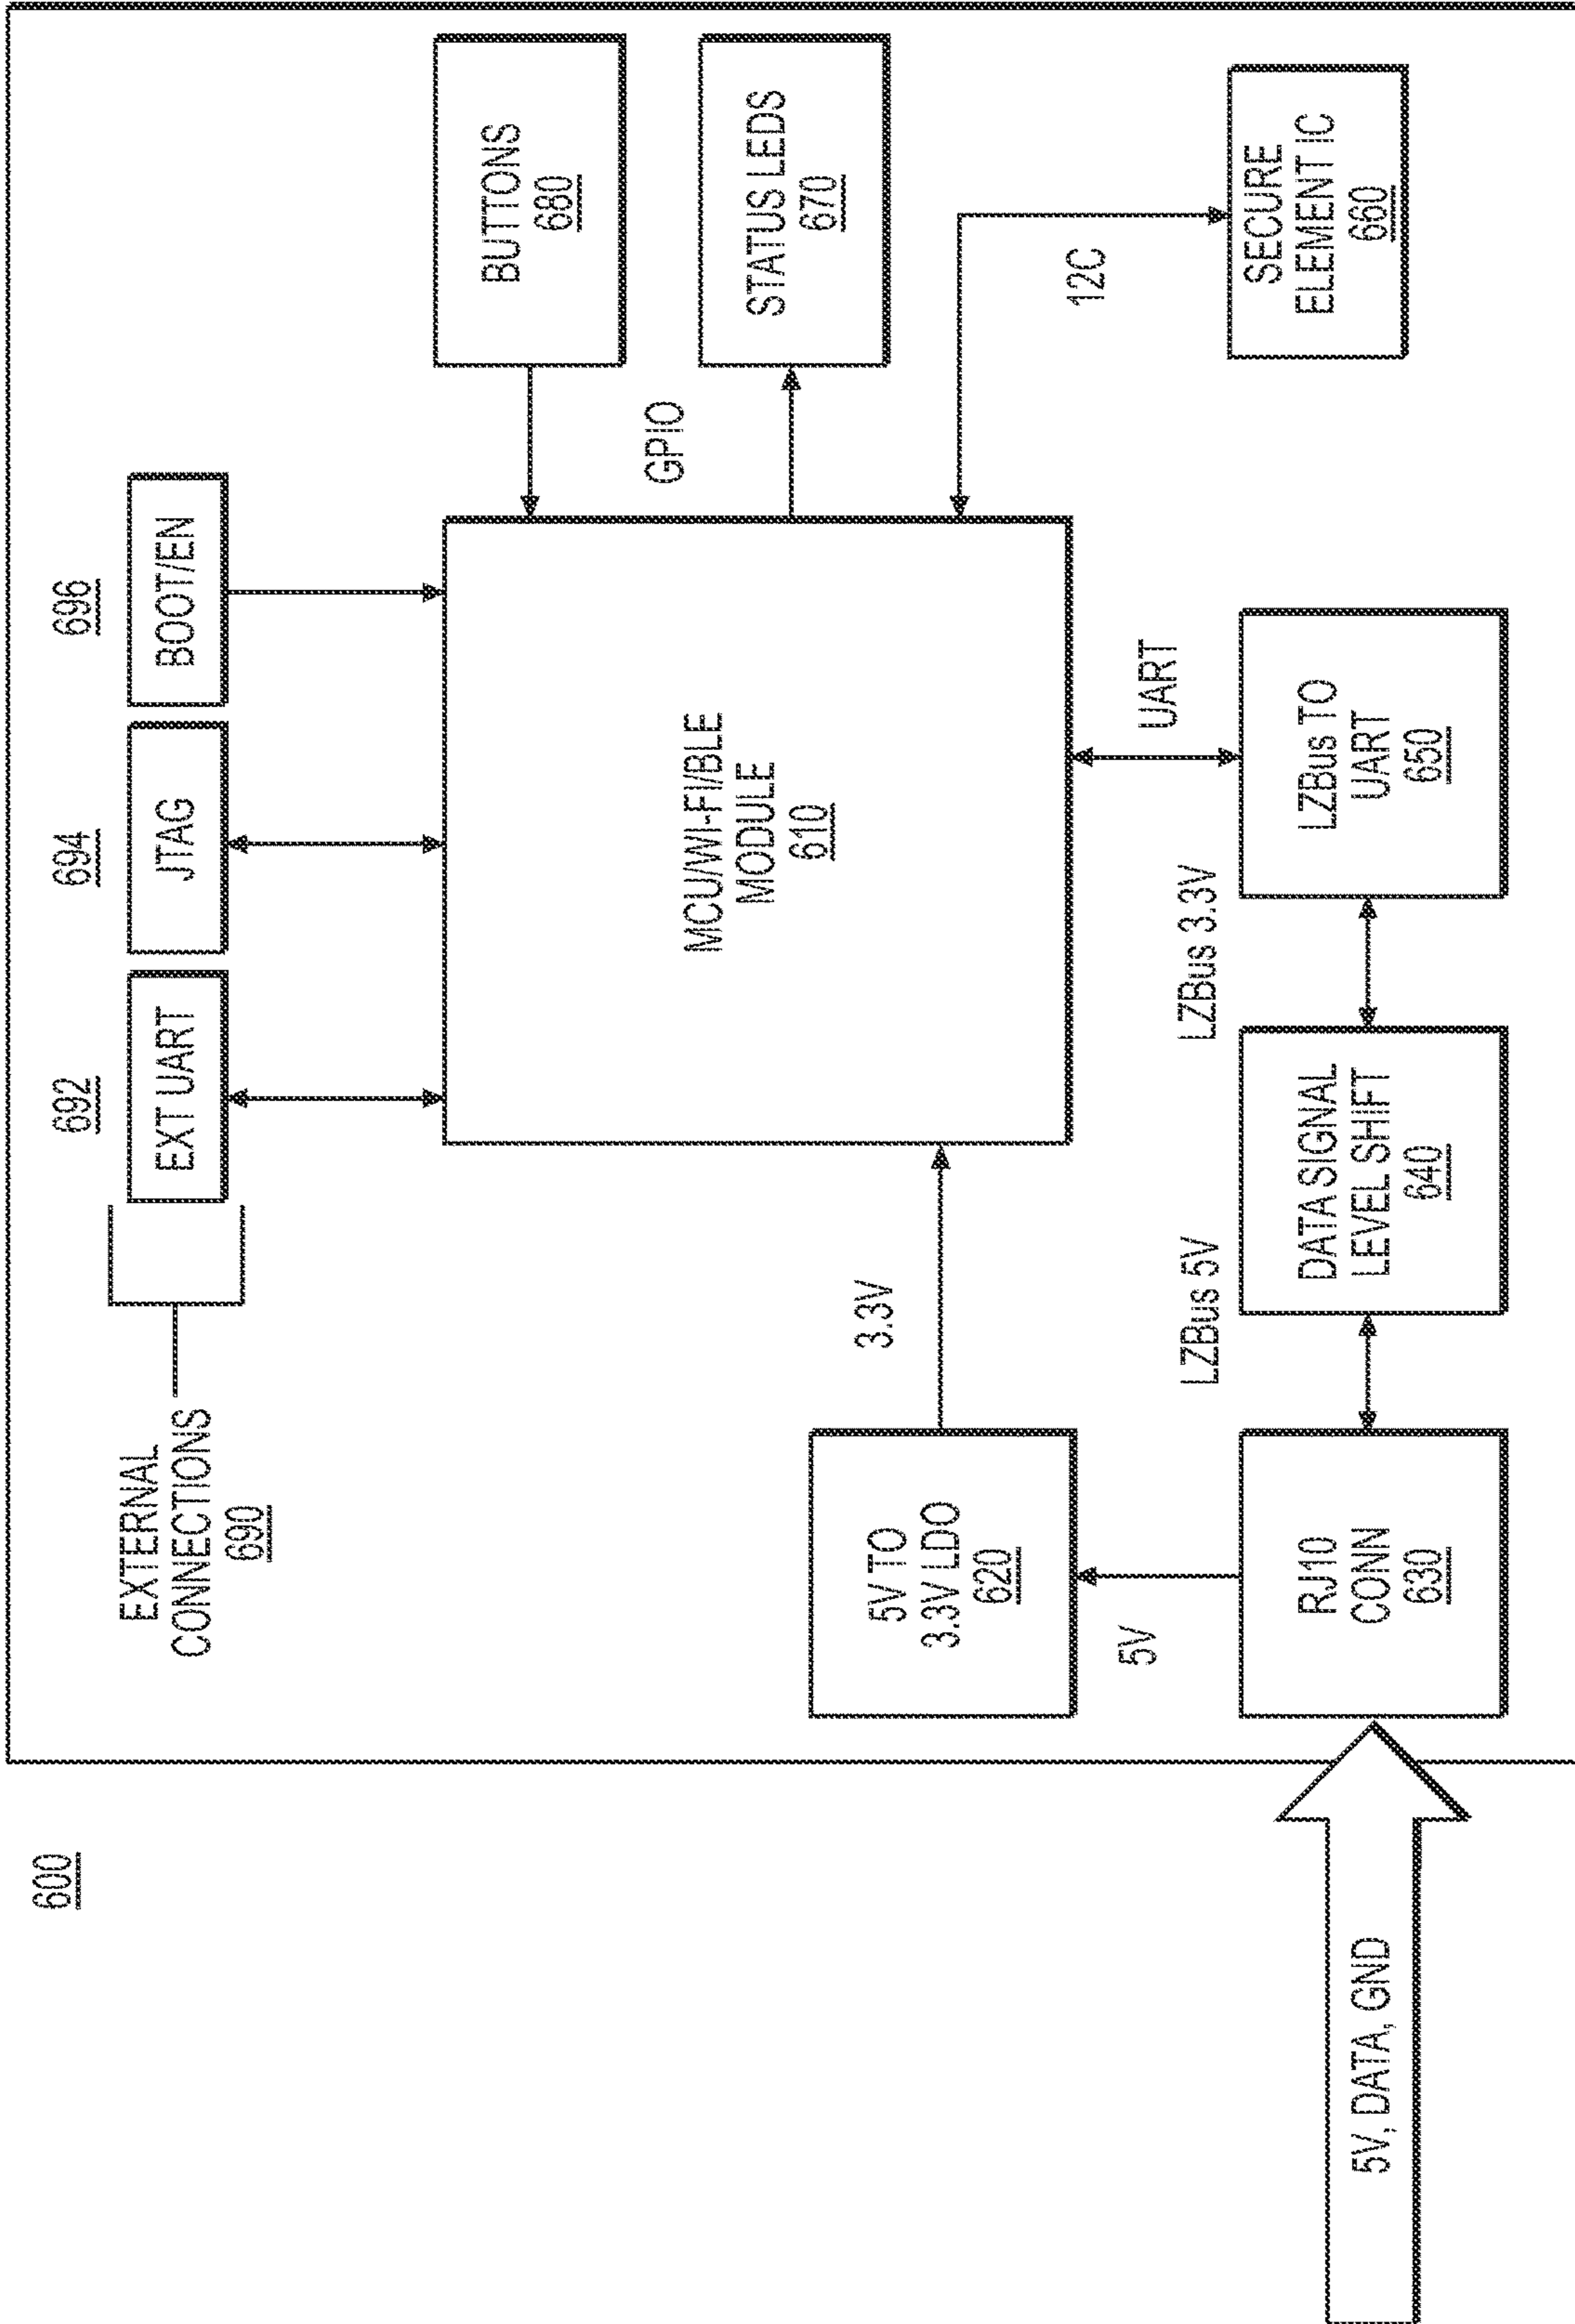 600
EXTERNAL
CONNECTIONS
690
692
EXT UART
694
JTAG
696
BOOT/EN
BUTTONS
680
GPIO
STATUS LEDS
670
MCU/WI-FI/BLE
MODULE
610
12C
SECURE
ELEMENT IC
660
5V TO
3.3V LDO
620
3.3V
5V
UART
5V, DATA, GND
RJ10
CONN
630
LZBus 5V
DATA SIGNAL
LEVEL SHIFT
640
LZBus 3.3V
LZBus TO
UART
650